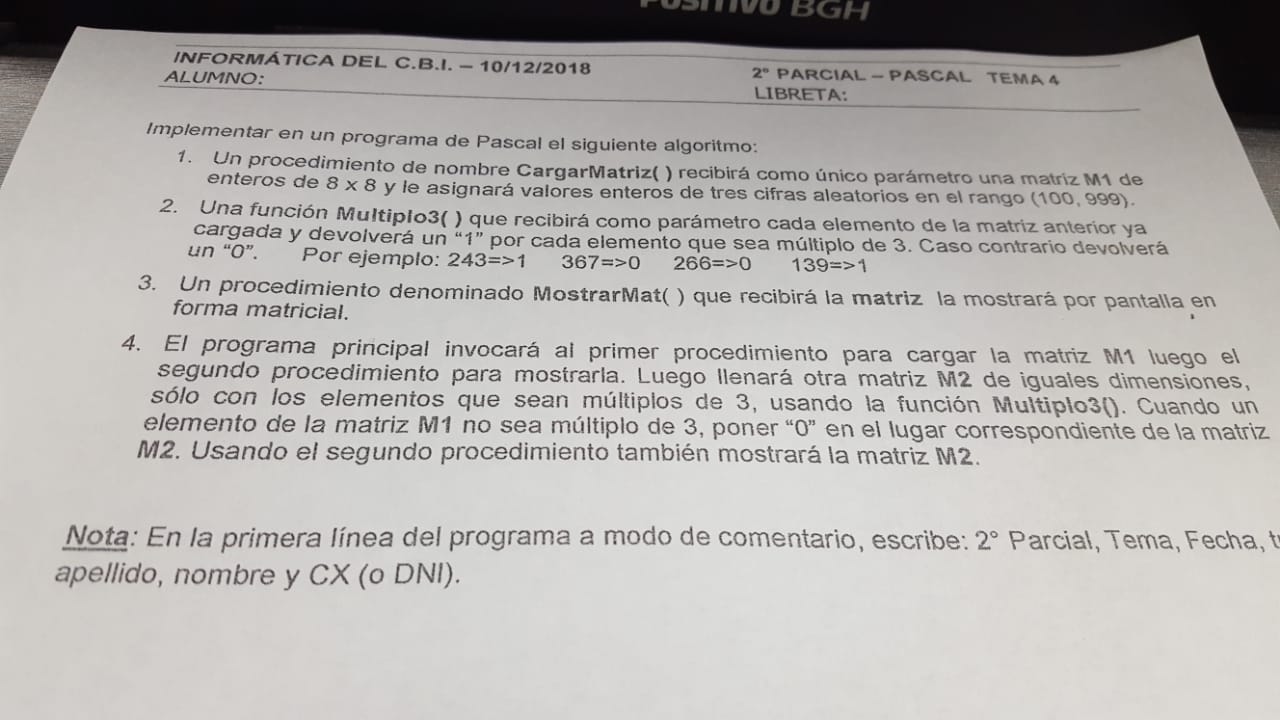 POSITIVO BGH
INFORMÁTICA DEL C.B.I. – 10/12/2018 2° PARCIAL – PASCAL TEMA 4
ALUMNO: LIBRETA:
Implementar en un programa de Pascal el siguiente algoritmo:
1. Un procedimiento de nombre CargarMatriz( ) recibirá como único parámetro una matriz M1 de
enteros de 8 x 8 y le asignará valores enteros de tres cifras aleatorios en el rango (100, 999).
2. Una función Multiplo3( ) que recibirá como parámetro cada elemento de la matriz anterior ya
cargada y devolverá un “1” por cada elemento que sea múltiplo de 3. Caso contrario devolverá
un “0”. Por ejemplo: 243=>1 367=>0 266=>0 139=>1
3. Un procedimiento denominado MostrarMat( ) que recibirá la matriz la mostrará por pantalla en
forma matricial.
4. El programa principal invocará al primer procedimiento para cargar la matriz M1 luego el
segundo procedimiento para mostrarla. Luego llenará otra matriz M2 de iguales dimensiones,
sólo con los elementos que sean múltiplos de 3, usando la función Multiplo3(). Cuando un
elemento de la matriz M1 no sea múltiplo de 3, poner “0” en el lugar correspondiente de la matriz
M2. Usando el segundo procedimiento también mostrará la matriz M2.
Nota: En la primera línea del programa a modo de comentario, escribe: 2° Parcial, Tema, Fecha,
apellido, nombre y CX (o DNI).